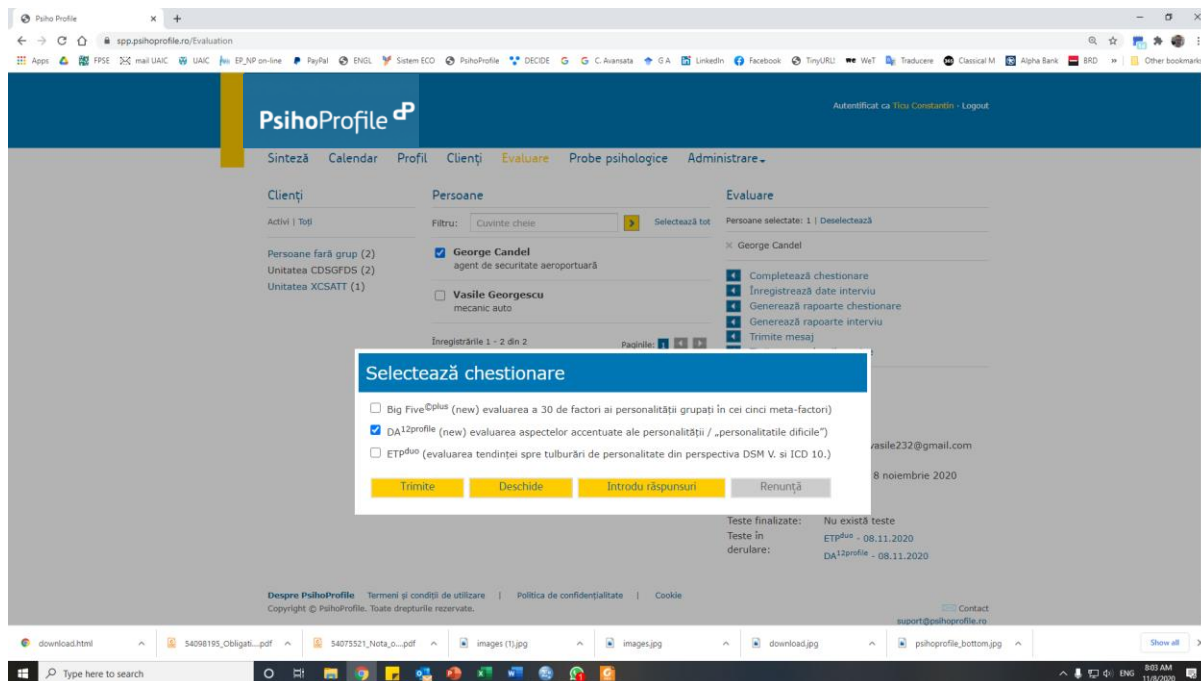 Psiho Profile
spp.psihoprofile.ro/Evaluation
Apps FPSE mail UAIC UAIC EP_NP on-line PayPal ENGL Sistem ECO PsihoProfile DECIDE G G C. Avansata G A LinkedIn Facebook TinyURL! WeT Traducere Classical M Alpha Bank BRD » Other bookmarks
PsihoProfile
Autentificat ca Ticu Constantin - Logout
Sinteză Calendar Profil Clienți Evaluare Probe psihologice Administrare
Clienți
Activi | Toți
Persoane fară grup (2)
Unitatea CDSGFDS (2)
Unitatea XCSATT (1)
Persoane
Filtru: Cuvinte cheie Selectează tot
George Candel
agent de securitate aeroportuară
Vasile Georgescu
mecanic auto
Înregistrările 1 - 2 din 2 Paginile: 1
Evaluare
Persoane selectate: 1 | Deselectează
George Candel
Completează chestionare
Înregistrează date interviu
Generează rapoarte chestionare
Generează rapoarte interviu
Trimite mesaj
Selectează chestionare
Big Five©plus (new) evaluarea a 30 de factori ai personalității grupați în cei cinci meta-factori)
DA12profile (new) evaluarea aspectelor accentuate ale personalității / „personalitatile dificile”)
ETPduo (evaluarea tendinței spre tulburări de personalitate din perspectiva DSM V. si ICD 10.)
Trimite Deschide Introdu răspunsuri Renunță
vasile232@gmail.com
8 noiembrie 2020
Teste finalizate: Nu există teste
Teste în derulare: ETPduo - 08.11.2020
DA12profile - 08.11.2020
Despre PsihoProfile Termeni și condiții de utilizare | Politica de confidențialitate | Cookie
Copyright © PsihoProfile. Toate drepturile rezervate.
Contact
suport@psihoprofile.ro
download.html 54098195_Obligati....pdf 54075521_Nota_o....pdf images (1).jpg images.jpg download.jpg psihoprofile_bottom.jpg Show all
Type here to search
ENG 8:03 AM
11/8/2020